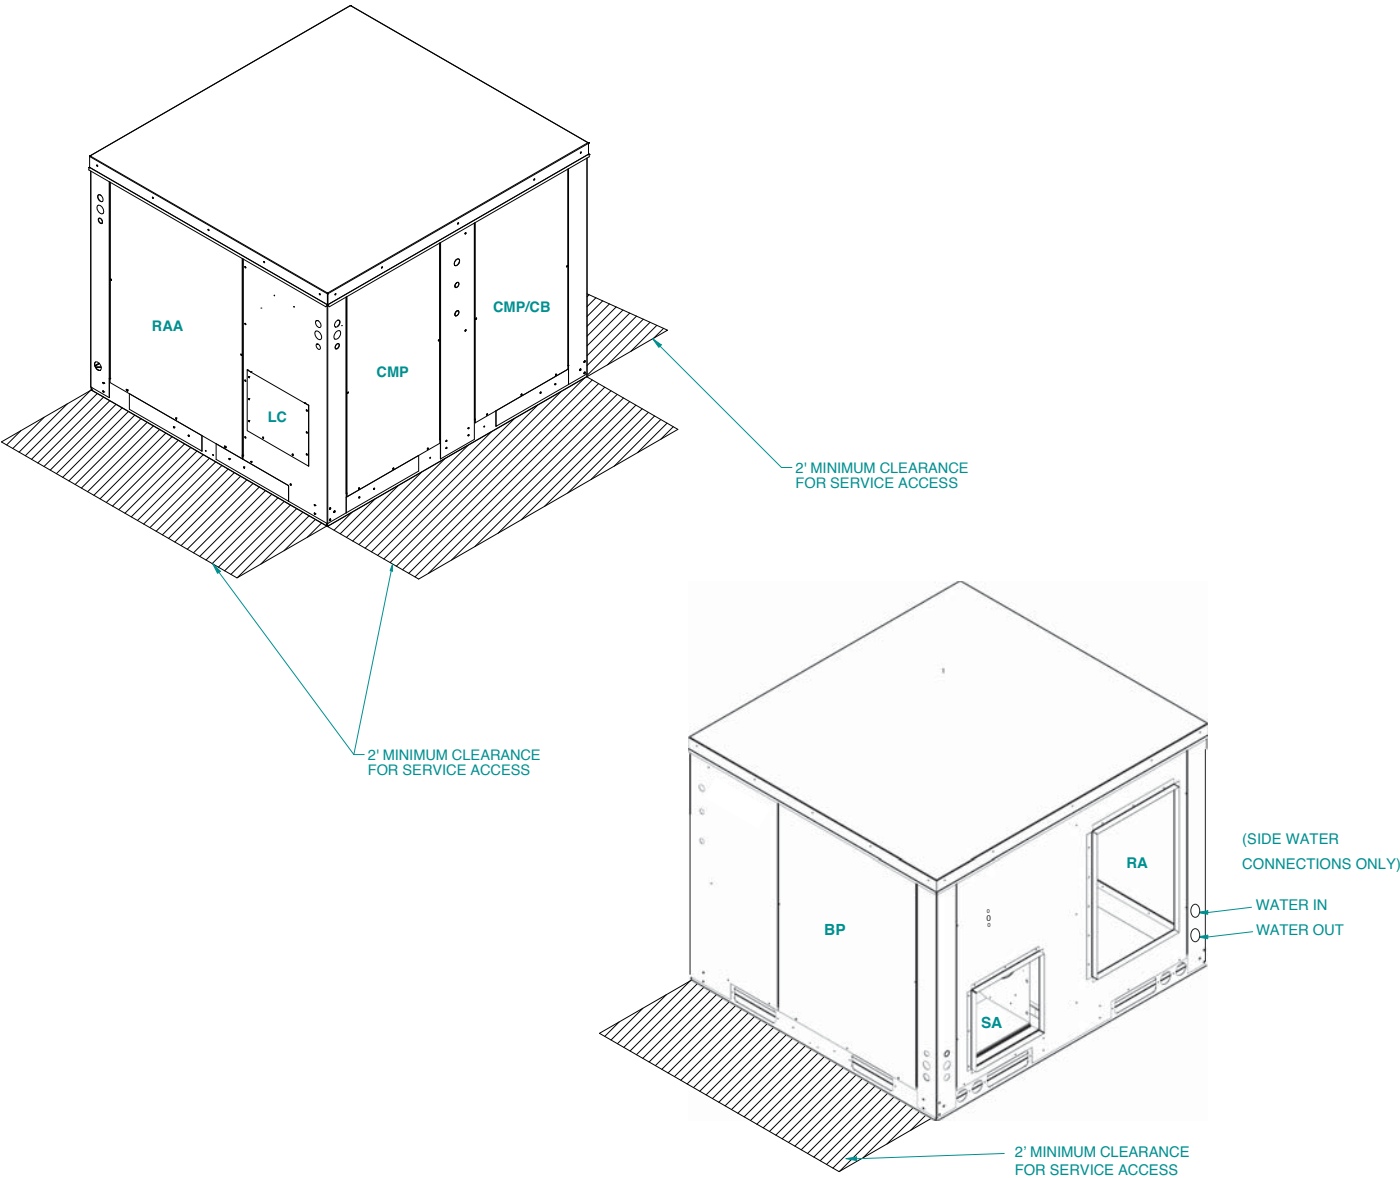 RAA
CMP/CB
CMP
LC
2' MINIMUM CLEARANCE
FOR SERVICE ACCESS
2' MINIMUM CLEARANCE
FOR SERVICE ACCESS
(SIDE WATER
CONNECTIONS ONLY)
RA
WATER IN
WATER OUT
BP
SA
2’ MINIMUM CLEARANCE
FOR SERVICE ACCESS